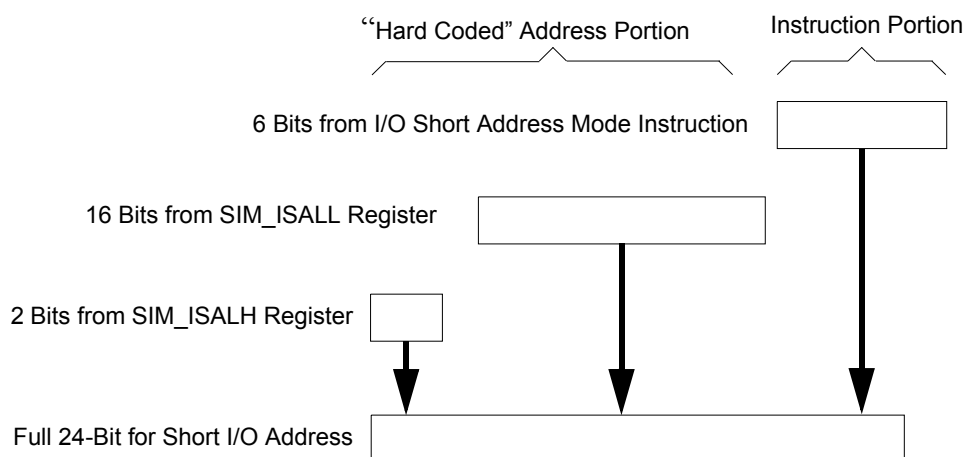 “Hard Coded” Address Portion
Instruction Portion
6 Bits from I/O Short Address Mode Instruction
16 Bits from SIM_ISALL Register
2 Bits from SIM_ISALH Register
Full 24-Bit for Short I/O Address